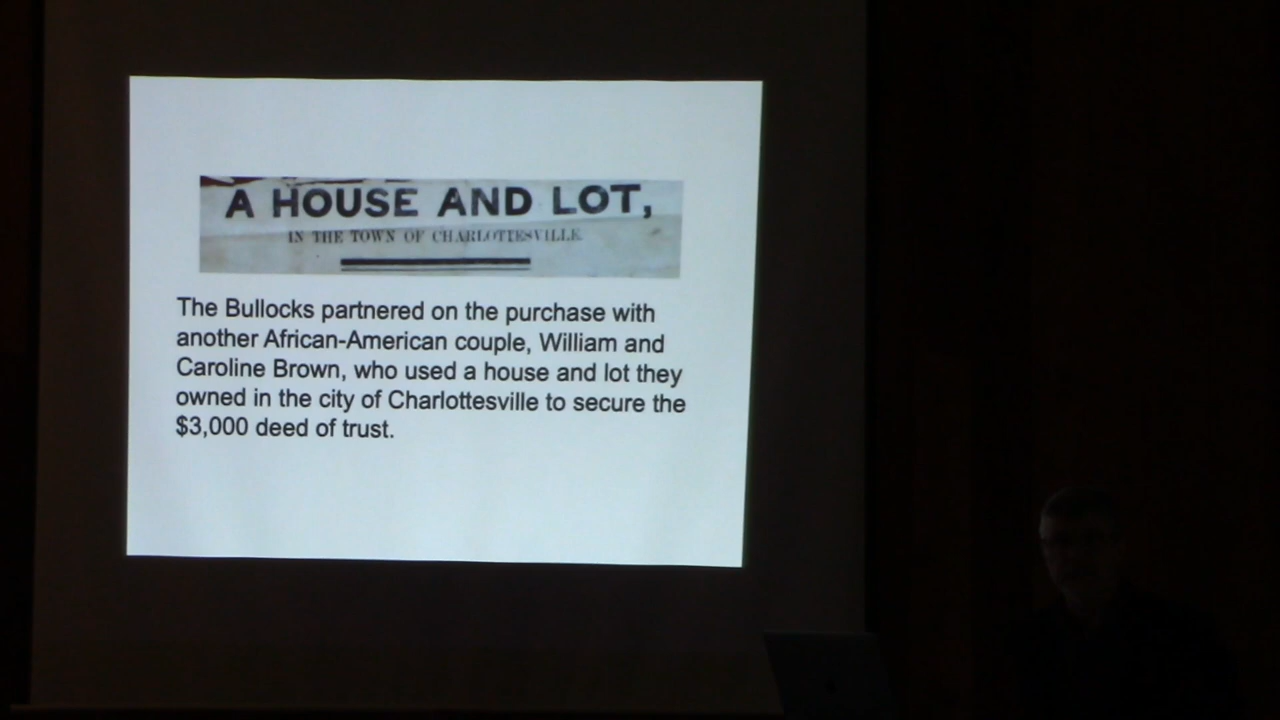 A HOUSE AND LOT,
IN THE TOWN OF CHARLOTTESVILLE.
The Bullocks partnered on the purchase with
another African-American couple, William and
Caroline Brown, who used a house and lot they
owned in the city of Charlottesville to secure the
$3,000 deed of trust.